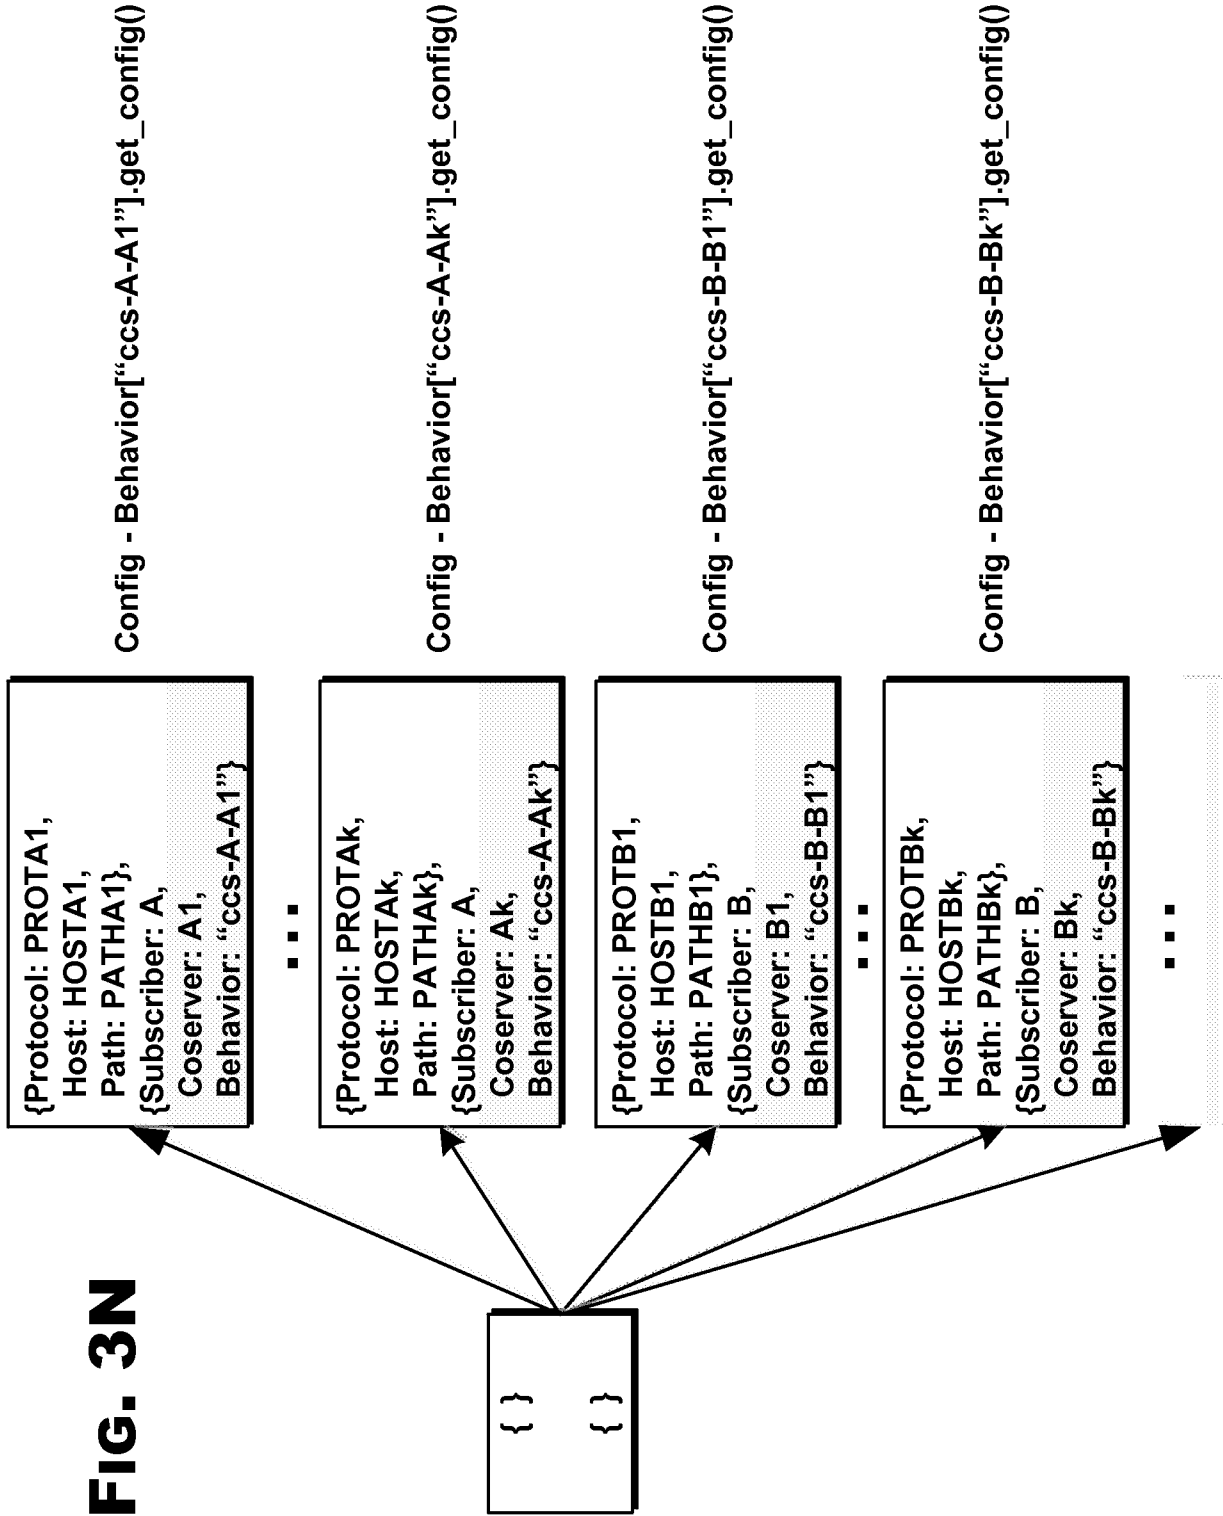 FIG. 3N
{ }
{ }
{Protocol: PROTA1,
Host: HOSTA1,
Path: PATHA1},
{Subscriber: A,
Coserver: A1,
Behavior: “ccs-A-A1”}
Config - Behavior[“ccs-A-A1”].get_config()
...
{Protocol: PROTAk,
Host: HOSTAk,
Path: PATHAk},
{Subscriber: A,
Coserver: Ak,
Behavior: “ccs-A-Ak”}
Config - Behavior[“ccs-A-Ak”].get_config()
{Protocol: PROTB1,
Host: HOSTB1,
Path: PATHB1},
{Subscriber: B,
Coserver: B1,
Behavior: “ccs-B-B1”}
Config - Behavior[“ccs-B-B1”].get_config()
...
{Protocol: PROTBk,
Host: HOSTBk,
Path: PATHBk},
{Subscriber: B,
Coserver: Bk,
Behavior: “ccs-B-Bk”}
Config - Behavior[“ccs-B-Bk”].get_config()
...